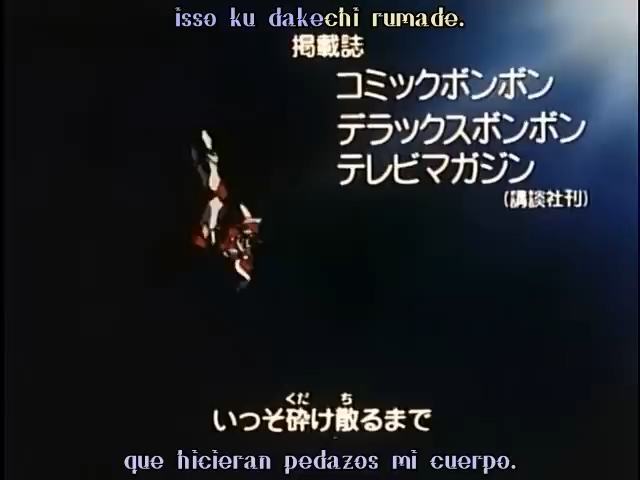 isso ku dakechi rumade.
掲載誌
コミックボンボン
デラックスボンボン
テレビマガジン
(講談社刊)
くだ ち
いっそ砕け散るまで
que hicieran pedazos mi cuerpo.